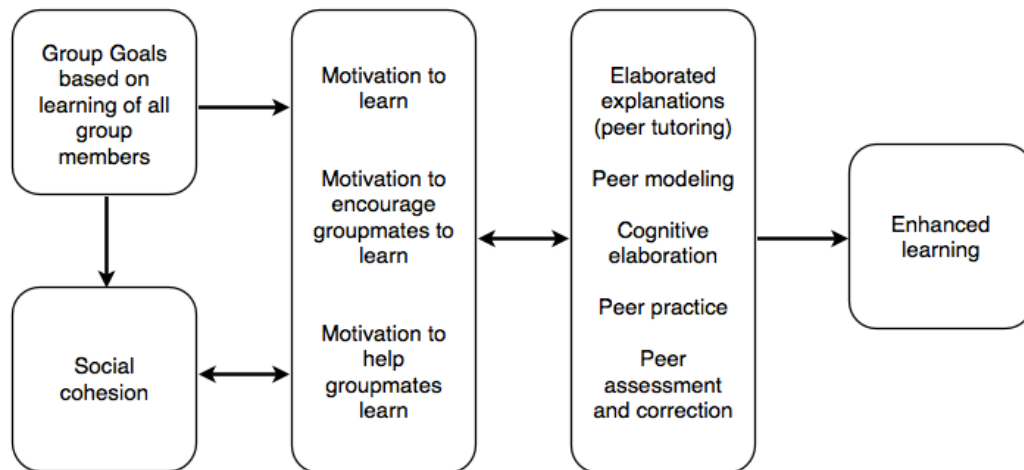 Group Goals
based on
learning of all
group
members
Social
cohesion
Motivation to
learn
Motivation to
encourage
groupmates to
learn
Motivation to
help
groupmates
learn
Elaborated
explanations
(peer tutoring)
Peer modeling
Cognitive
elaboration
Peer practice
Peer
assessment
and correction
Enhanced
learning